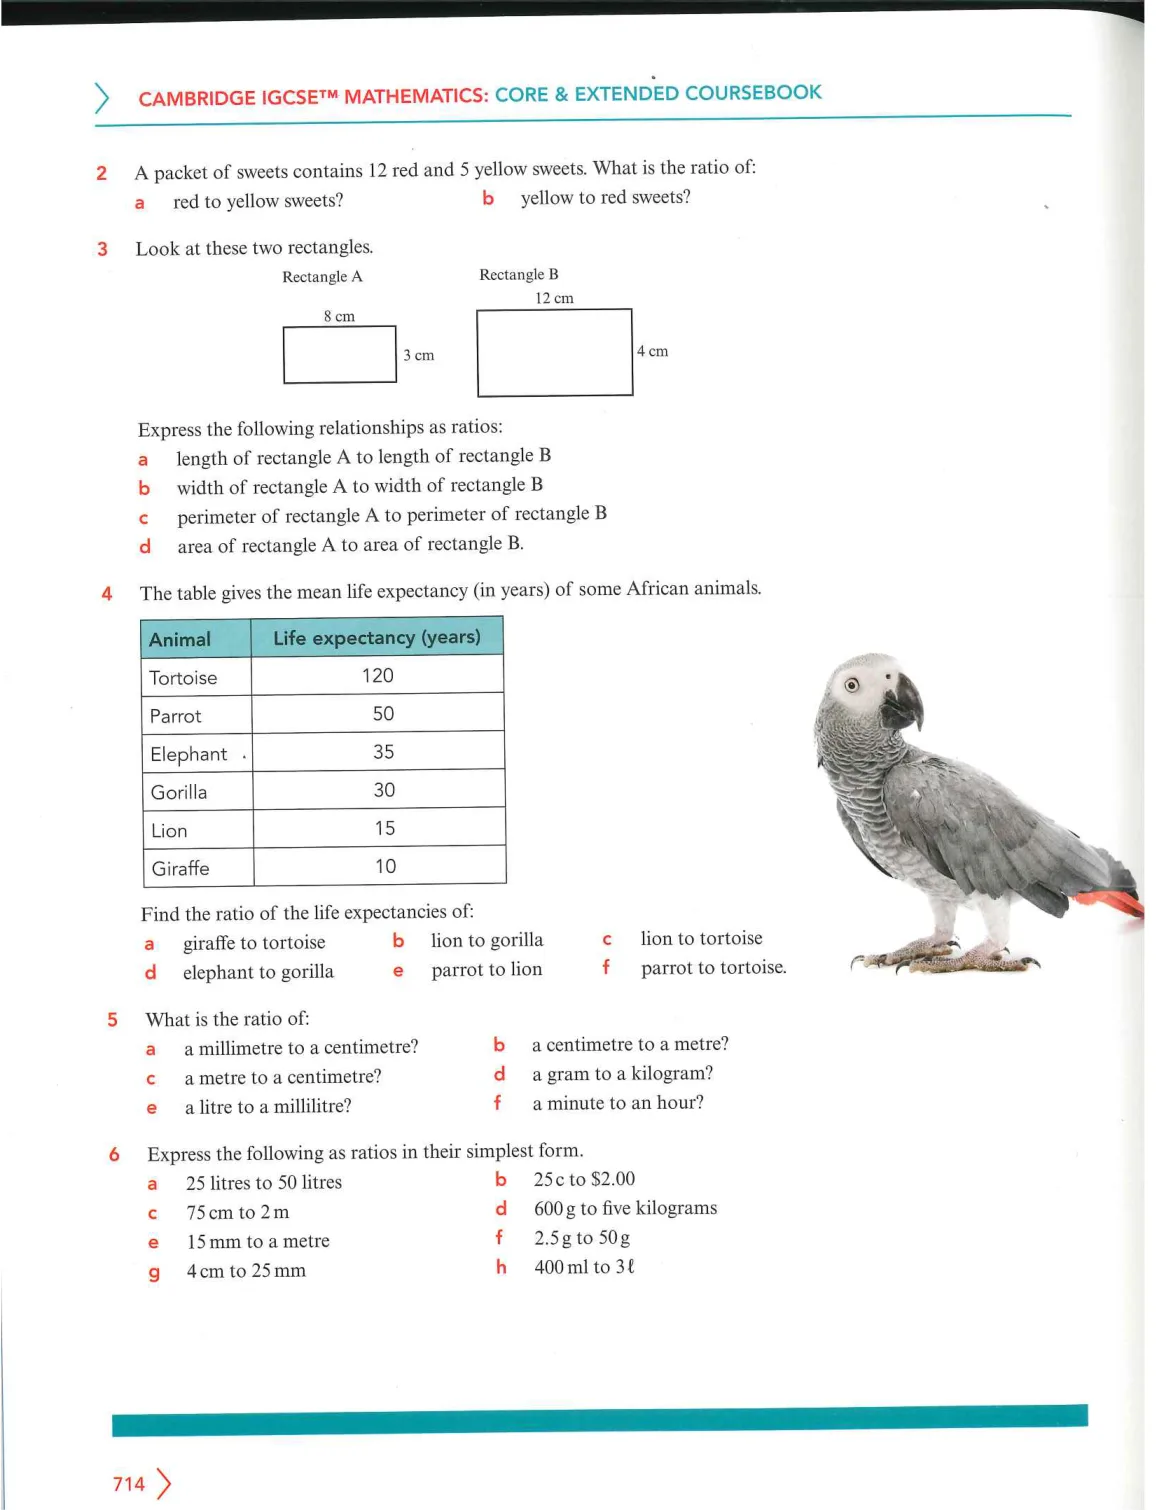 CAMBRIDGE IGCSE™ MATHEMATICS: CORE & EXTENDED COURSEBOOK
2 A packet of sweets contains 12 red and 5 yellow sweets. What is the ratio of:
a red to yellow sweets? b yellow to red sweets?
3 Look at these two rectangles.
Rectangle A Rectangle B
12 cm
8 cm
3 cm 4 cm
Express the following relationships as ratios:
a length of rectangle A to length of rectangle B
b width of rectangle A to width of rectangle B
c perimeter of rectangle A to perimeter of rectangle B
d area of rectangle A to area of rectangle B.
4 The table gives the mean life expectancy (in years) of some African animals.
Animal Life expectancy (years)
Tortoise 120
Parrot 50
Elephant 35
Gorilla 30
Lion 15
Giraffe 10
Find the ratio of the life expectancies of:
a giraffe to tortoise b lion to gorilla c lion to tortoise
d elephant to gorilla e parrot to lion f parrot to tortoise.
5 What is the ratio of:
a a millimetre to a centimetre? b a centimetre to a metre?
c a metre to a centimetre? d a gram to a kilogram?
e a litre to a millilitre? f a minute to an hour?
6 Express the following as ratios in their simplest form.
a 25 litres to 50 litres b 25 c to $2.00
c 75 cm to 2 m d 600 g to five kilograms
e 15 mm to a metre f 2.5 g to 50 g
g 4 cm to 25 mm h 400 ml to 3 ℓ
714